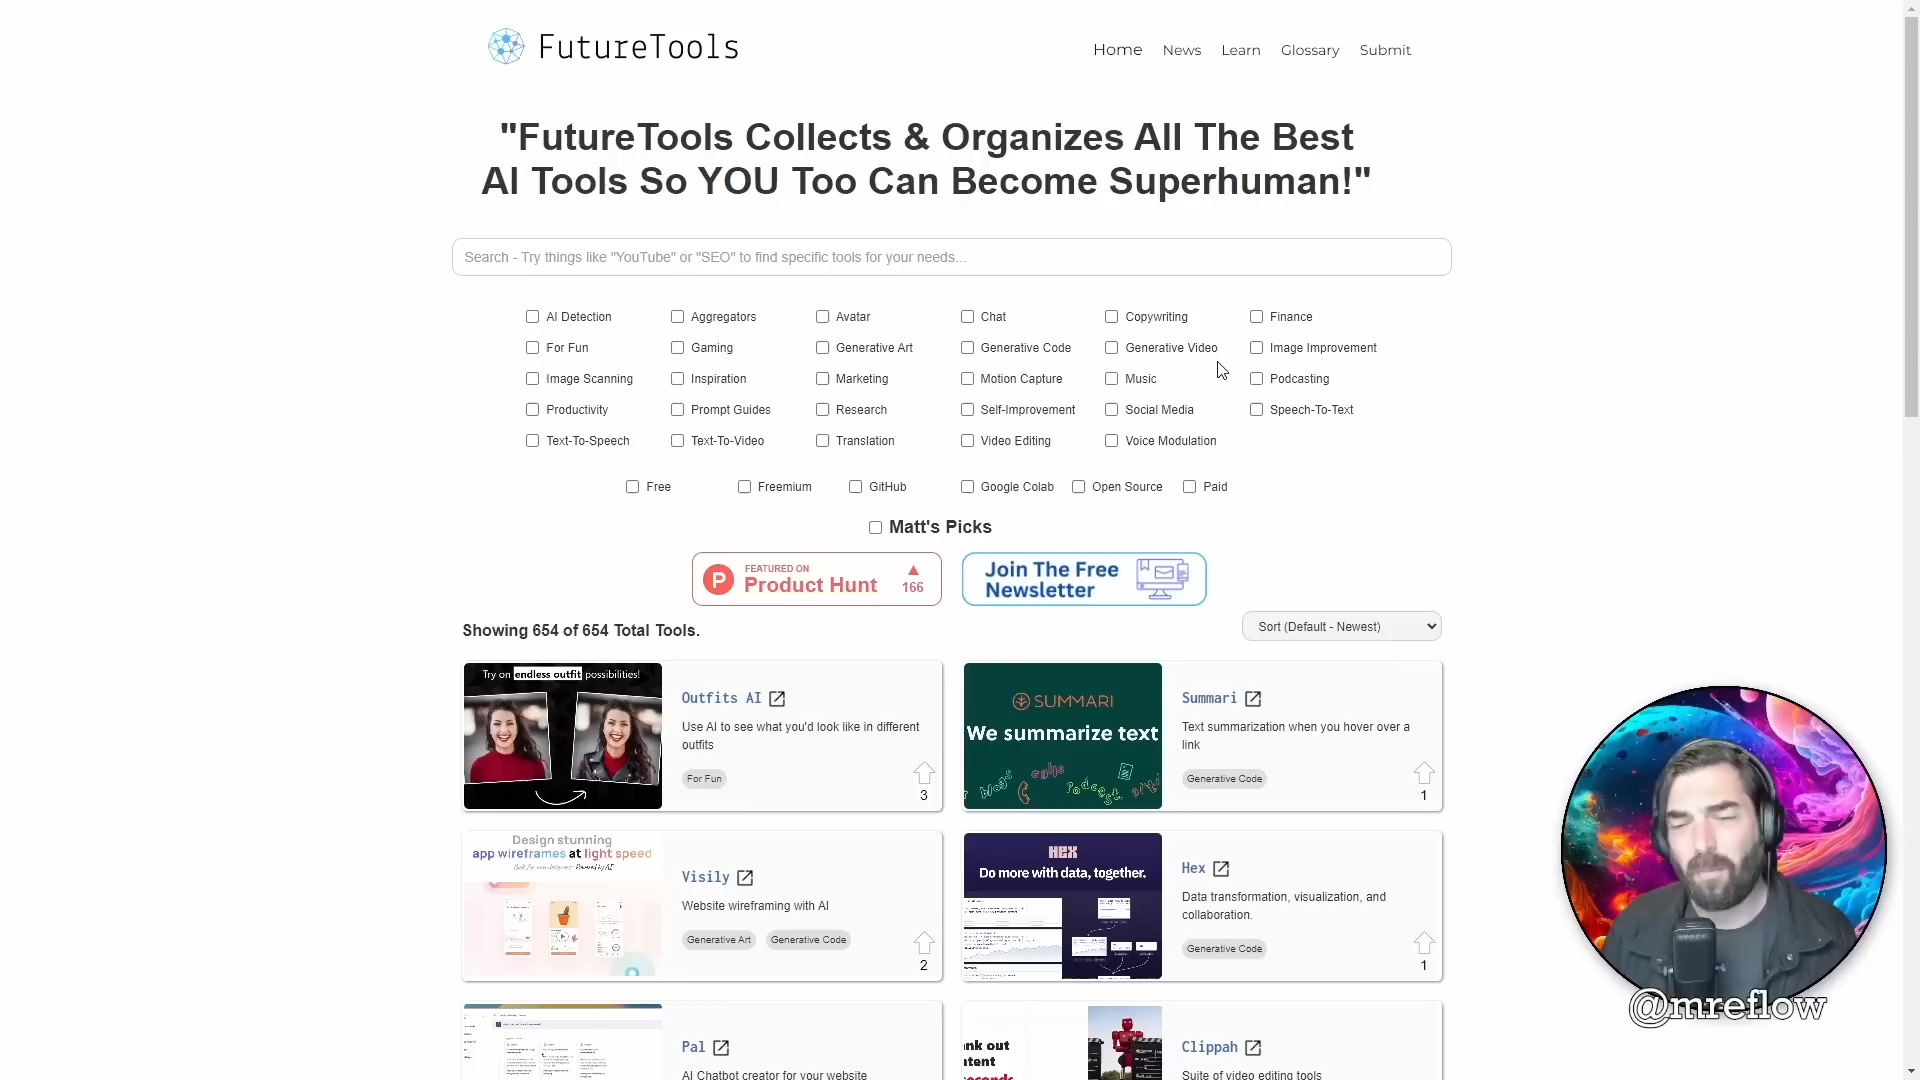 FutureTools
Home News Learn Glossary Submit
"FutureTools Collects & Organizes All The Best
AI Tools So YOU Too Can Become Superhuman!"
Search - Try things like "YouTube" or "SEO" to find specific tools for your needs...
AI Detection Aggregators Avatar Chat Copywriting Finance
For Fun Gaming Generative Art Generative Code Generative Video Image Improvement
Image Scanning Inspiration Marketing Motion Capture Music Podcasting
Productivity Prompt Guides Research Self-Improvement Social Media Speech-To-Text
Text-To-Speech Text-To-Video Translation Video Editing Voice Modulation
Free Freemium GitHub Google Colab Open Source Paid
Matt's Picks
P FEATURED ON
Product Hunt
166
Join The Free
Newsletter
Showing 654 of 654 Total Tools.
Sort (Default - Newest)
Try on endless outfit possibilities!
Outfits AI
Use AI to see what you'd look like in different
outfits
For Fun
3
SUMMARI
We summarize text
blogs calls Podcast
Summari
Text summarization when you hover over a
link
Generative Code
1
Design stunning
app wireframes at light speed
Visily
Website wireframing with AI
Generative Art Generative Code
2
HEX
Do more with data, together.
Hex
Data transformation, visualization, and
collaboration.
Generative Code
1
Pal
AI Chatbot creator for your website
ank out
ntent
Clippah
Suite of video editing tools
@mreflow